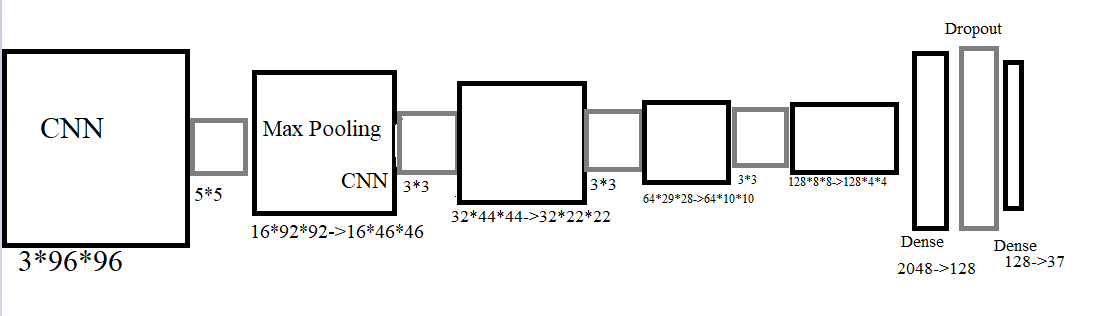 CNN
3*96*96
5*5
Max Pooling
CNN
16*92*92->16*46*46
3*3
32*44*44->32*22*22
3*3
64*29*28->64*10*10
3*3
128*8*8->128*4*4
Dense
2048->128
Dropout
Dense
128->37